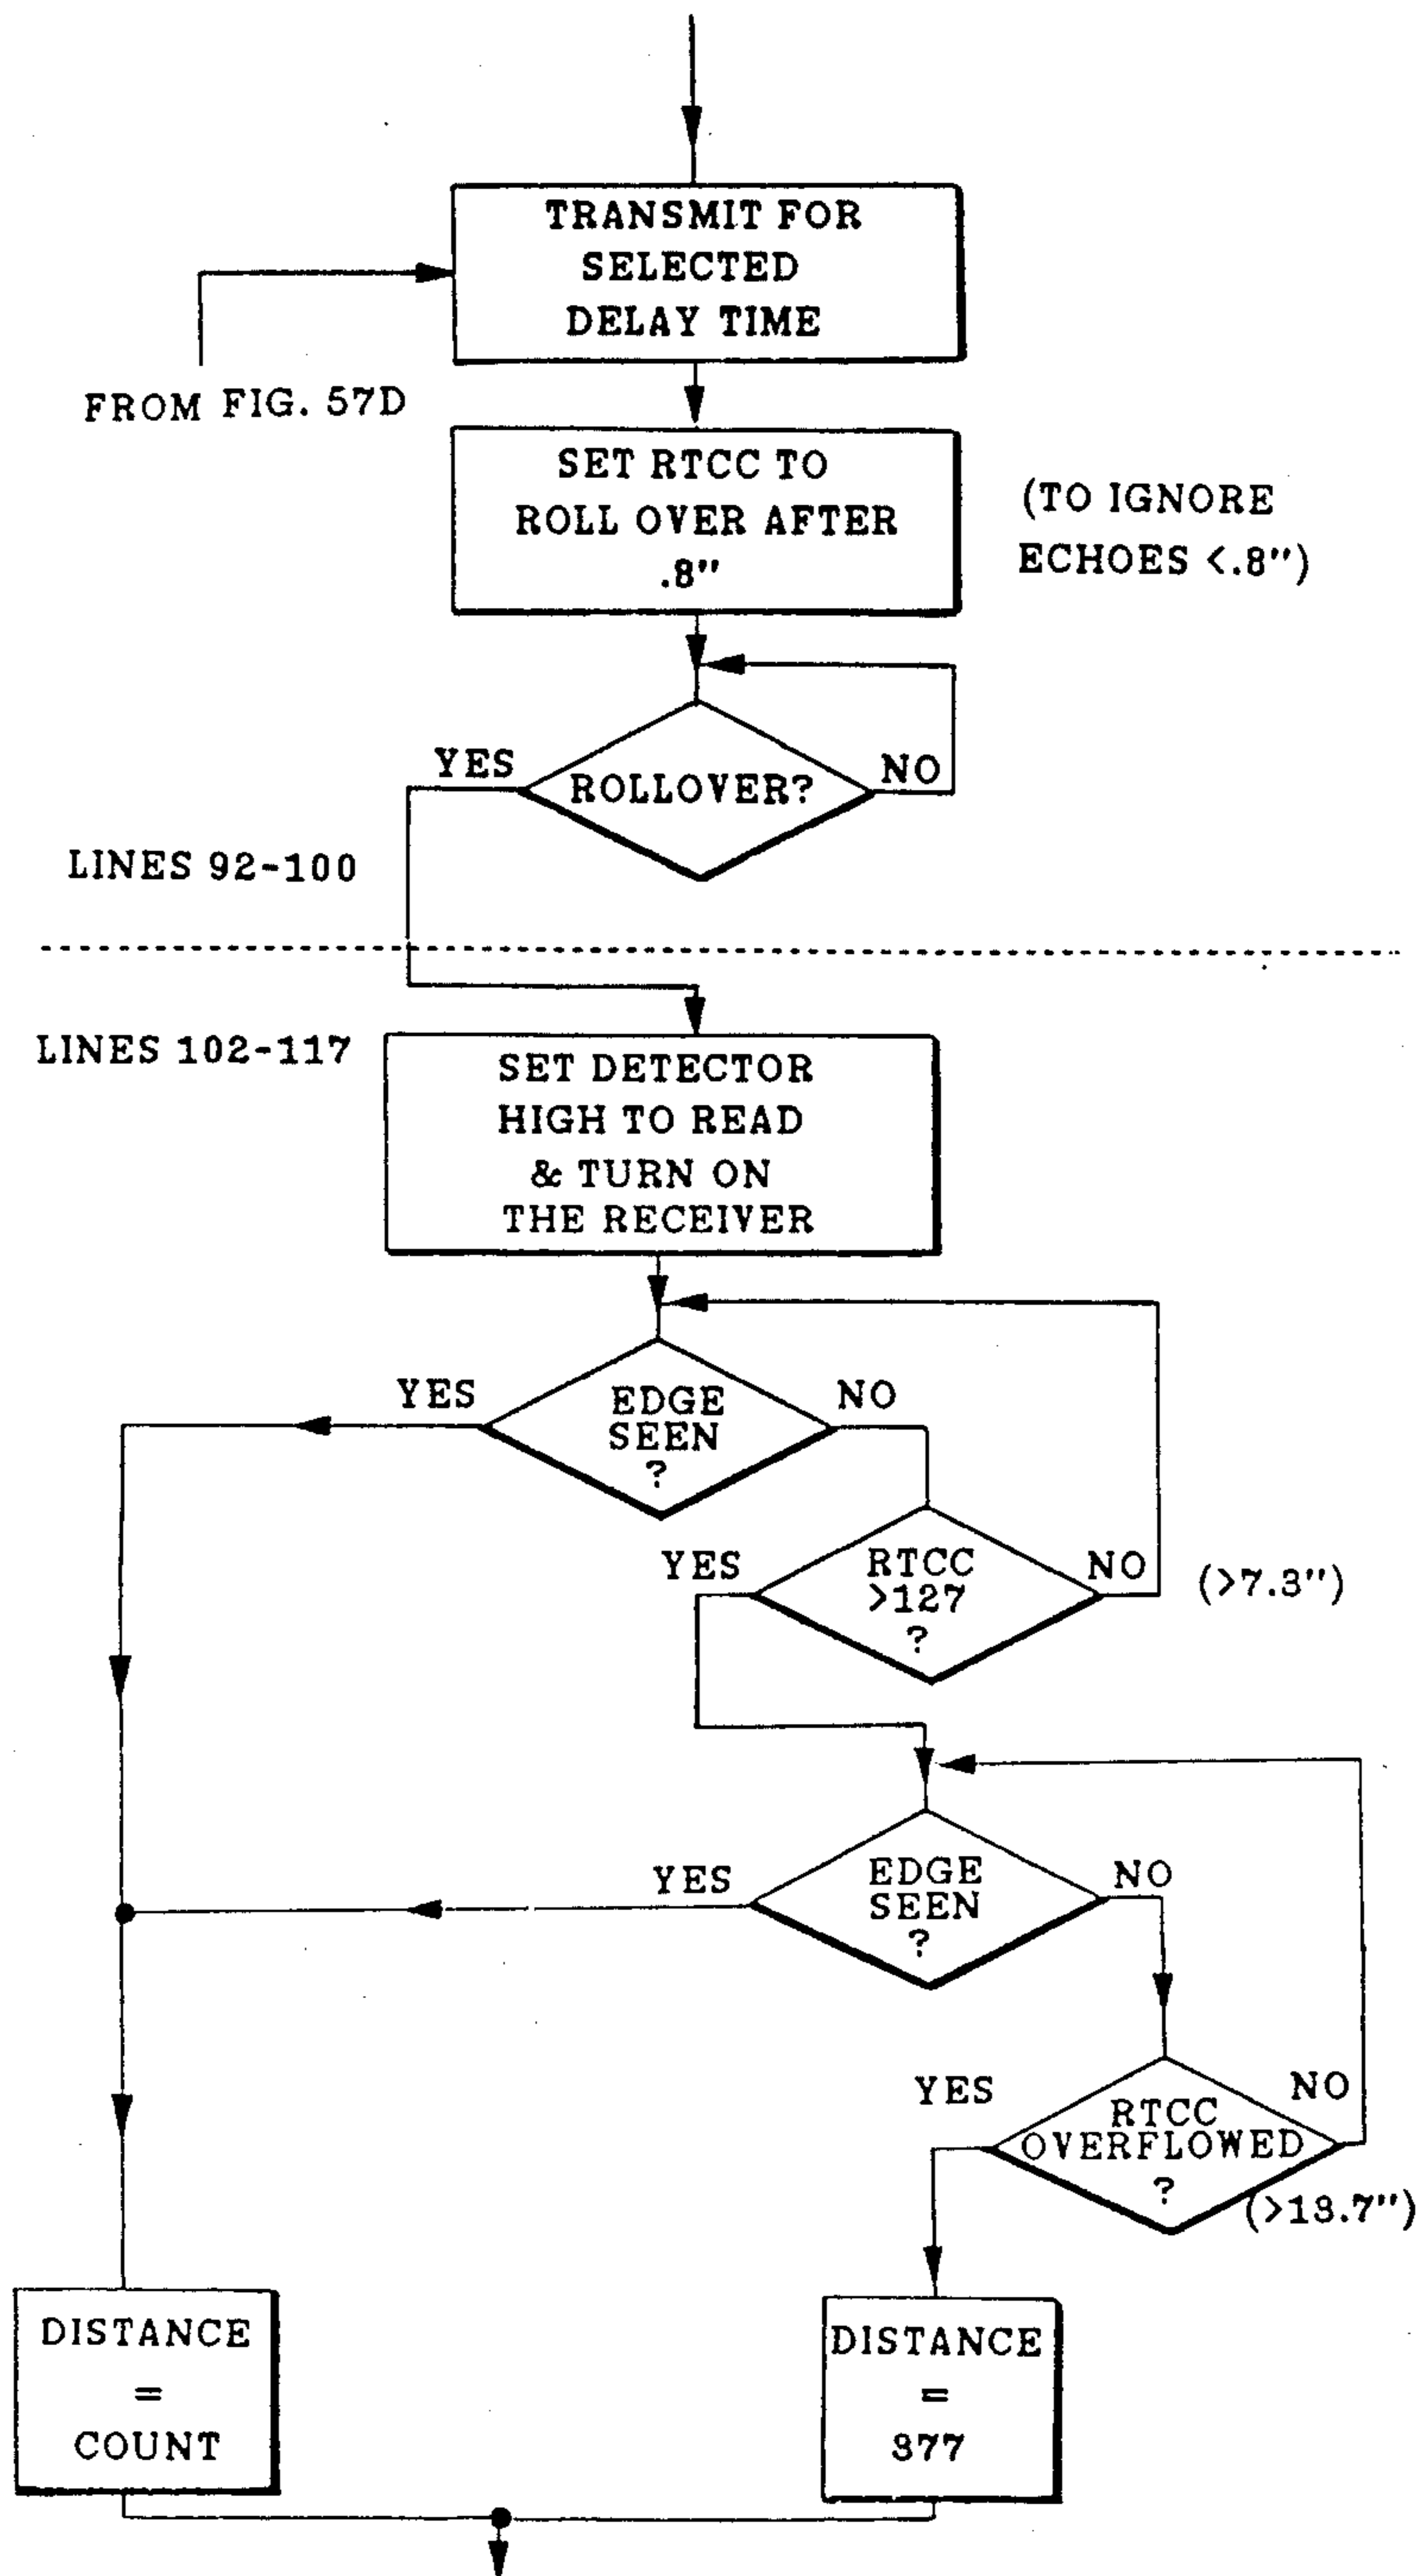 TRANSMIT FOR
SELECTED
DELAY TIME
FROM FIG. 57D
SET RTCC TO
ROLL OVER AFTER
.8"
(TO IGNORE
ECHOES <.8")
YES
NO
ROLLOVER?
LINES 92-100
LINES 102-117
SET DETECTOR
HIGH TO READ
& TURN ON
THE RECEIVER
YES
NO
EDGE
SEEN
?
YES
NO
RTCC
>127
?
(>7.3")
YES
NO
EDGE
SEEN
?
YES
NO
RTCC
OVERFLOWED
?
(>13.7")
DISTANCE
=
COUNT
DISTANCE
=
377